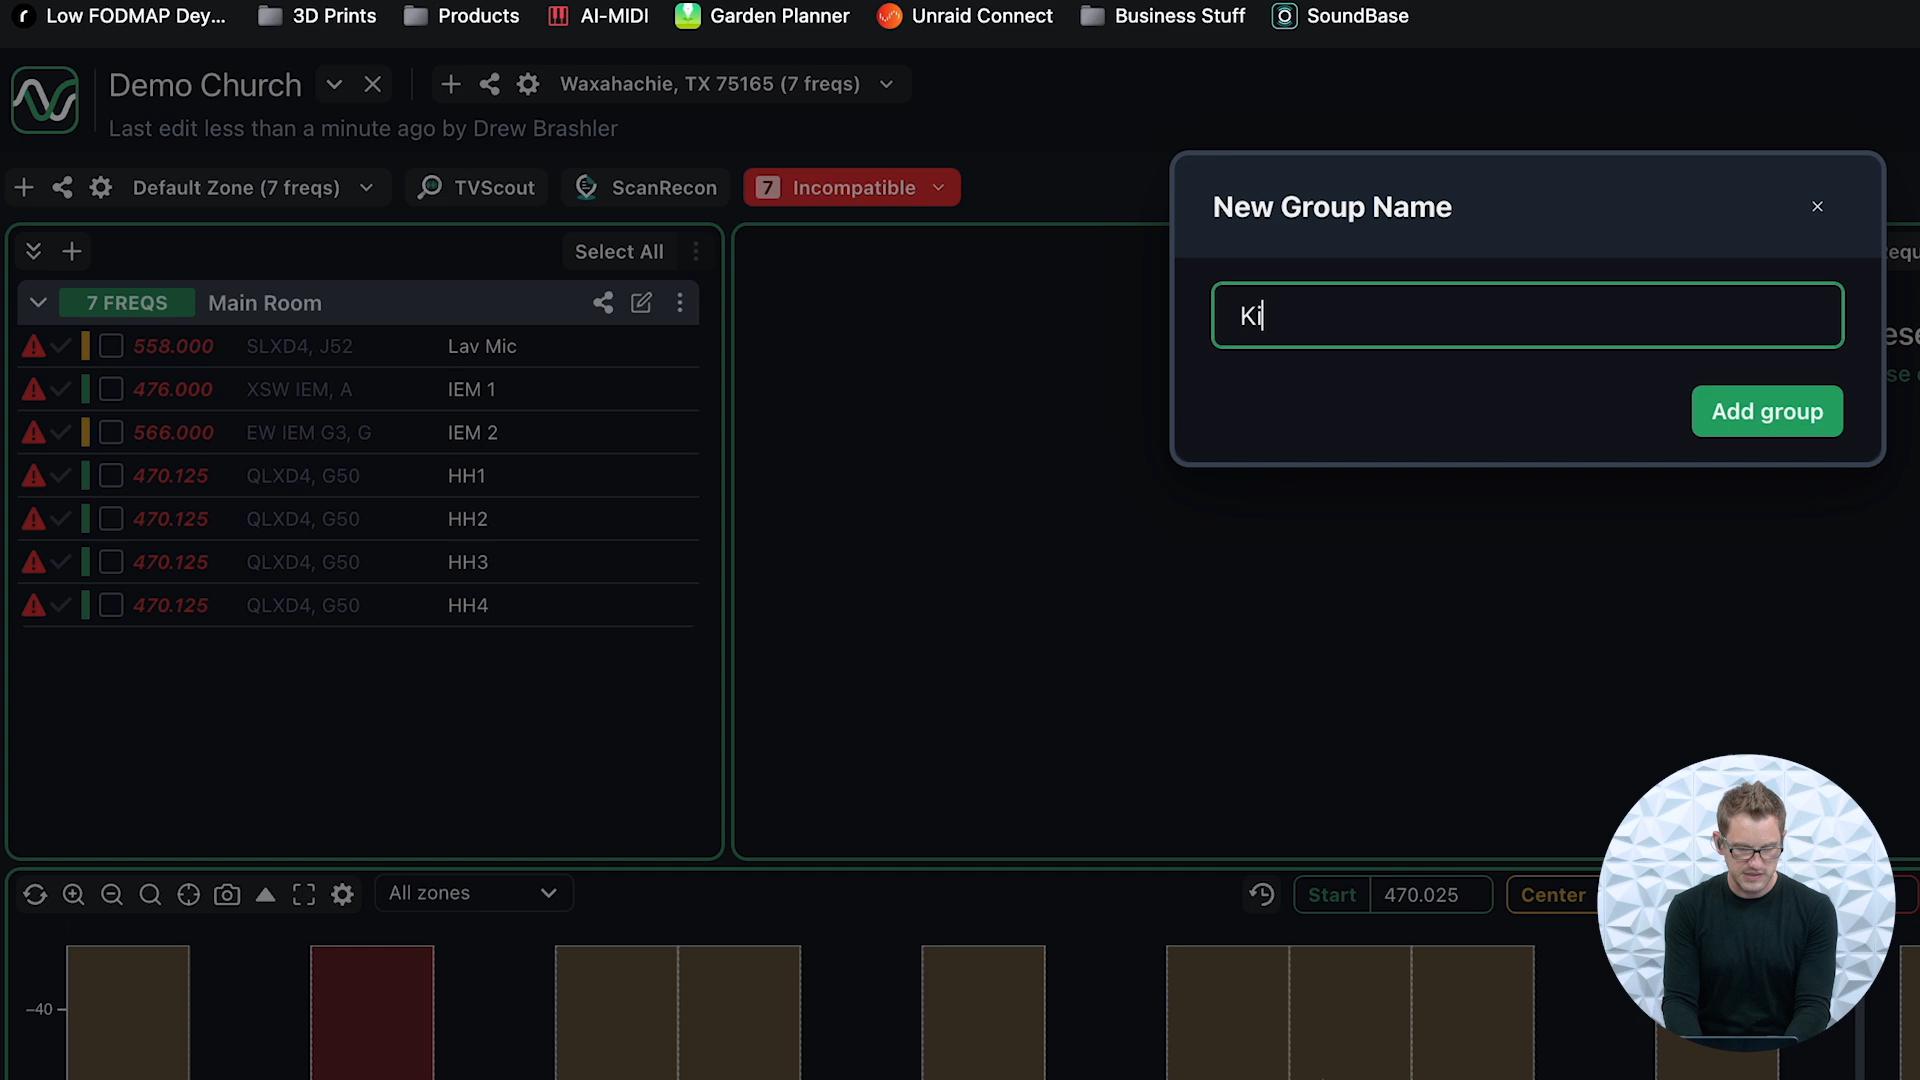 Low FODMAP Dey...
3D Prints
Products
AI-MIDI
Garden Planner
Unraid Connect
Business Stuff
SoundBase
Demo Church
Waxahachie, TX 75165 (7 freqs)
Last edit less than a minute ago by Drew Brashler
Default Zone (7 freqs)
TVScout
ScanRecon
7 Incompatible
Select All
7 FREQS Main Room
558.000 SLXD4, J52 Lav Mic
476.000 XSW IEM, A IEM 1
566.000 EW IEM G3, G IEM 2
470.125 QLXD4, G50 HH1
470.125 QLXD4, G50 HH2
470.125 QLXD4, G50 HH3
470.125 QLXD4, G50 HH4
New Group Name
Ki
Add group
All zones
Start 470.025
Center
-40